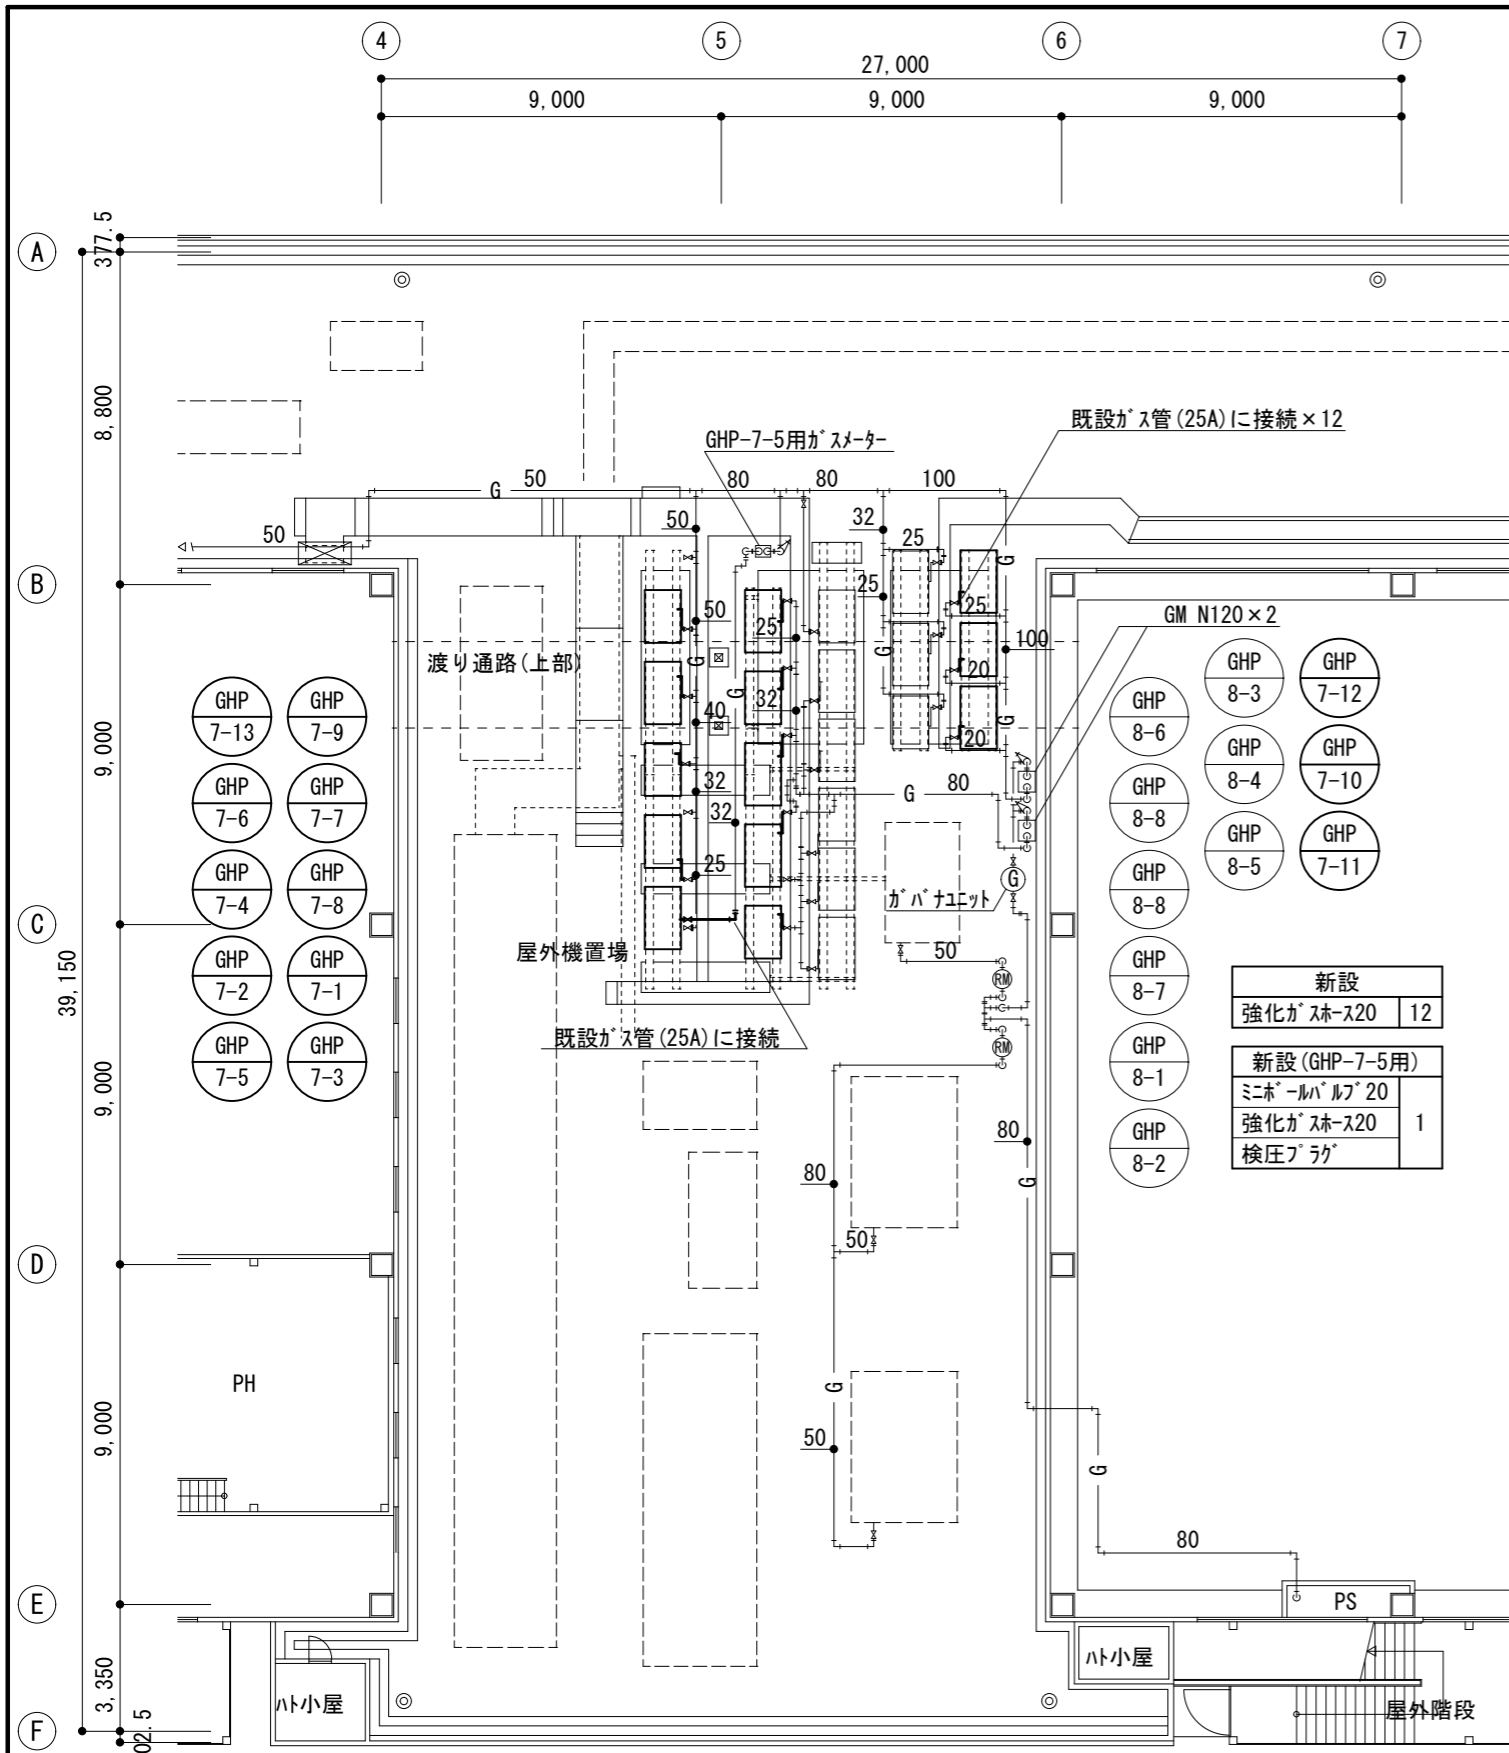 4
5
6
7
27,000
9,000
9,000
9,000
A
377.5
8,800
GHP-7-5用ガスメーター
既設ガス管(25A)に接続×12
50
G
80
80
100
50
50
32
25
G
B
25
50
25
25
GM N120×2
100
渡り通路(上部)
G
G
G
20
32
40
G
20
GHP
7-13
GHP
7-9
GHP
8-6
GHP
8-3
GHP
7-12
9,000
GHP
7-6
GHP
7-7
32
32
G
80
GHP
8-8
GHP
8-4
GHP
7-10
GHP
7-4
GHP
7-8
25
ガバナユニット
G
GHP
8-8
GHP
8-5
GHP
7-11
C
屋外機置場
50
RM
GHP
7-2
GHP
7-1
GHP
8-7
39,150
新設
強化ガスホース20
12
既設ガス管(25A)に接続
RM
9,000
GHP
7-5
GHP
7-3
GHP
8-1
新設(GHP-7-5用)
ミニボールバルブ20
強化ガスホース20
検圧プラグ
1
80
80
G
GHP
8-2
50
D
PH
9,000
G
50
G
80
E
PS
3,350
ハト小屋
ハト小屋
屋外階段
F
02.5